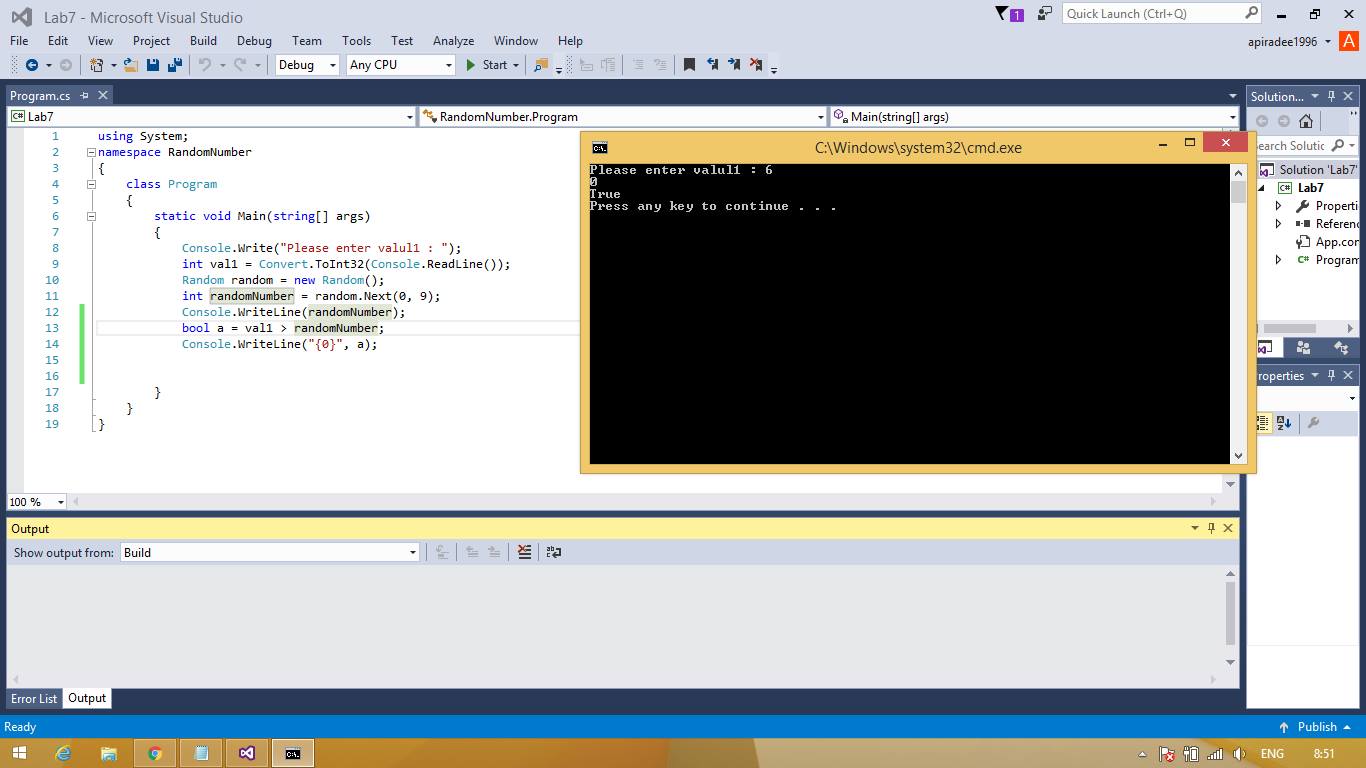 Lab7 - Microsoft Visual Studio
1
Quick Launch (Ctrl+Q)
File Edit View Project Build Debug Team Tools Test Analyze Window Help
apiradee1996 A
Debug Any CPU Start
Program.cs
Solution...
C# Lab7
RandomNumber.Program
Main(string[] args)
1 using System;
2 namespace RandomNumber
3 {
4 class Program
5 {
6 static void Main(string[] args)
7 {
8 Console.Write("Please enter valul1 : ");
9 int val1 = Convert.ToInt32(Console.ReadLine());
10 Random random = new Random();
11 int randomNumber = random.Next(0, 9);
12 Console.WriteLine(randomNumber);
13 bool a = val1 > randomNumber;
14 Console.WriteLine("{0}", a);
15
16
17 }
18 }
19 }
C:\Windows\system32\cmd.exe
Please enter valul1 : 6
0
True
Press any key to continue . . .
earch Solutic
Solution 'Lab7'
C# Lab7
Properti
Referenc
App.con
C# Program
roperties
100 %
Output
Show output from: Build
Error List Output
Ready
Publish
ENG 8:51